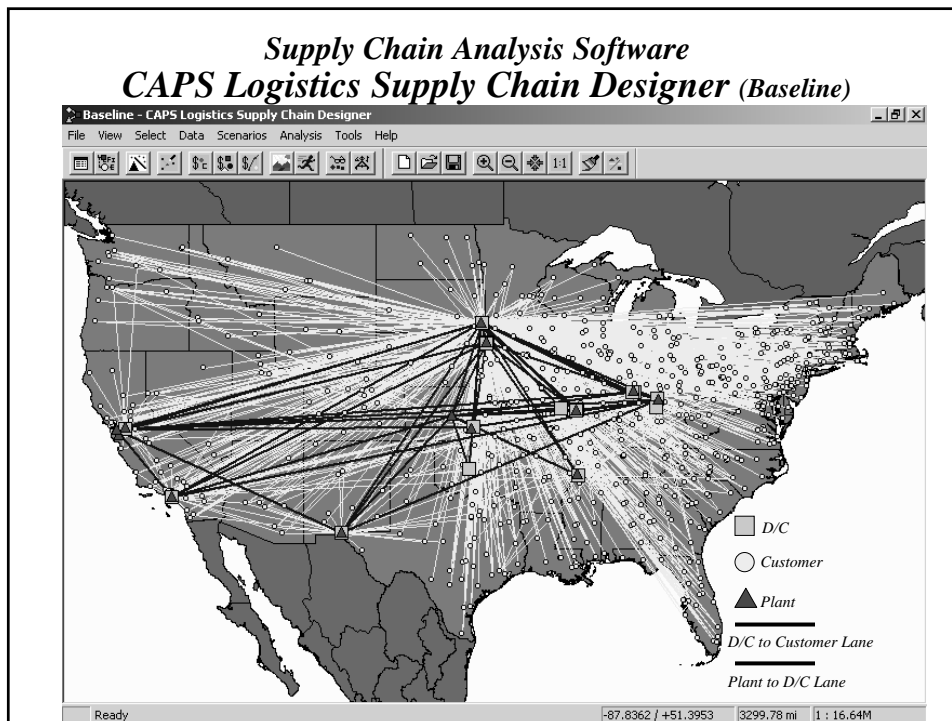 Supply Chain Analysis Software
CAPS Logistics Supply Chain Designer (Baseline)
Baseline - CAPS Logistics Supply Chain Designer
File View Select Data Scenarios Analysis Tools Help
1:1
D/C
Customer
Plant
D/C to Customer Lane
Plant to D/C Lane
Ready -87.8362 / +51.3953 3299.78 mi 1 : 16.64M